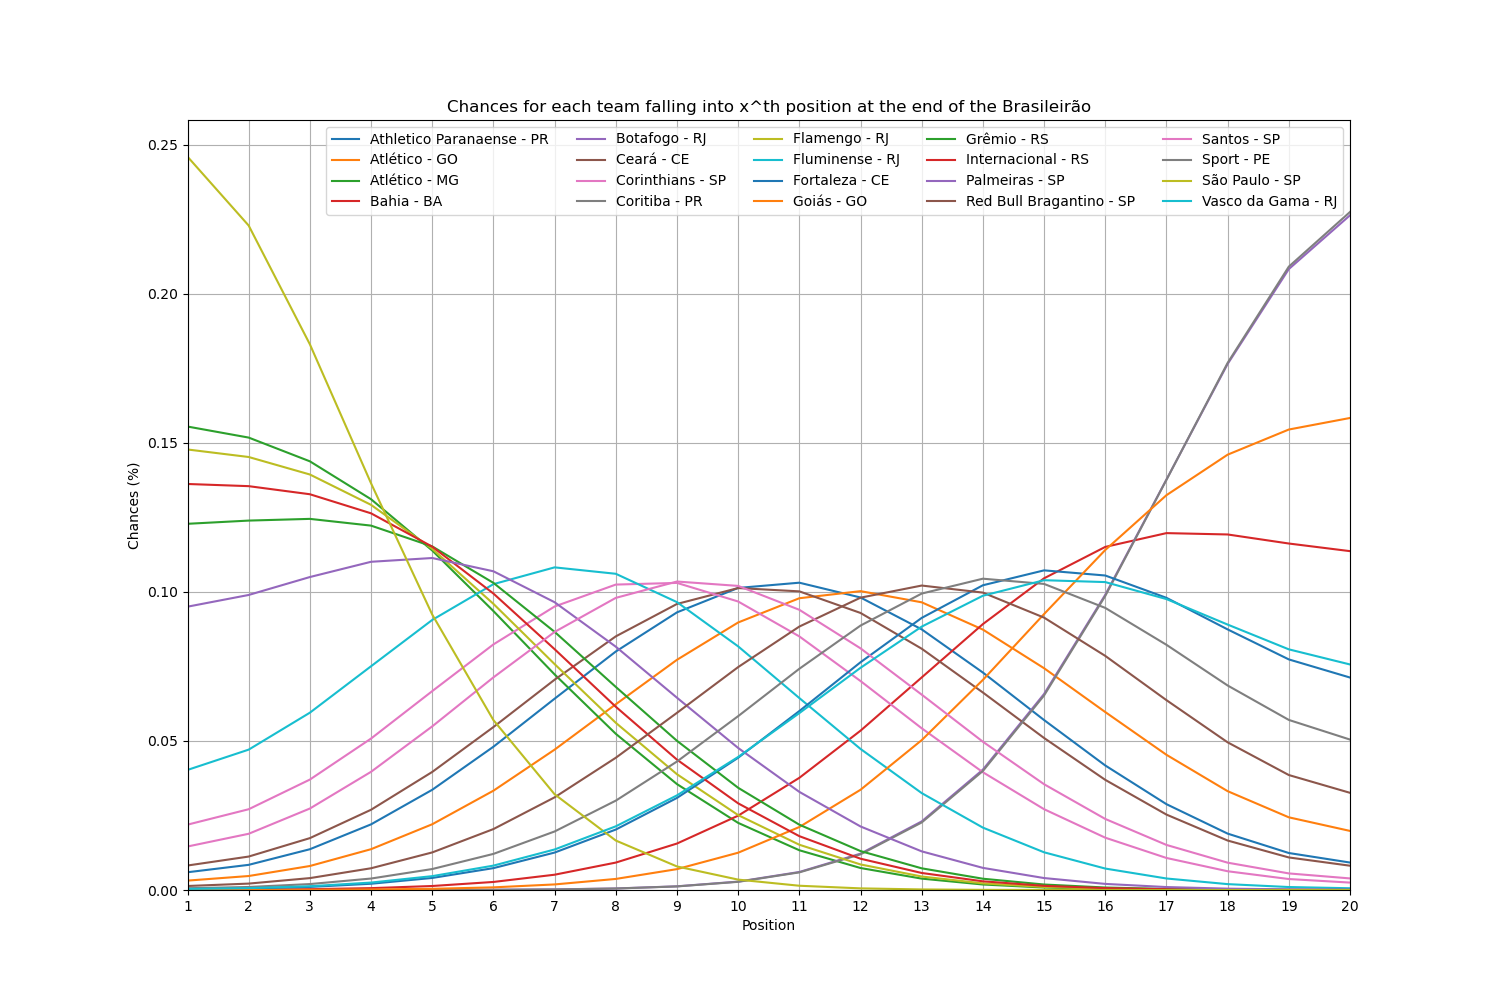 Chances for each team falling into x^th position at the end of the Brasileirão
Athletico Paranaense - PR
Atlético - GO
Atlético - MG
Bahia - BA
Botafogo - RJ
Ceará - CE
Corinthians - SP
Coritiba - PR
Flamengo - RJ
Fluminense - RJ
Fortaleza - CE
Goiás - GO
Grêmio - RS
Internacional - RS
Palmeiras - SP
Red Bull Bragantino - SP
Santos - SP
Sport - PE
São Paulo - SP
Vasco da Gama - RJ
Chances (%)
0.25
0.20
0.15
0.10
0.05
0.00
1 2 3 4 5 6 7 8 9 10 11 12 13 14 15 16 17 18 19 20
Position